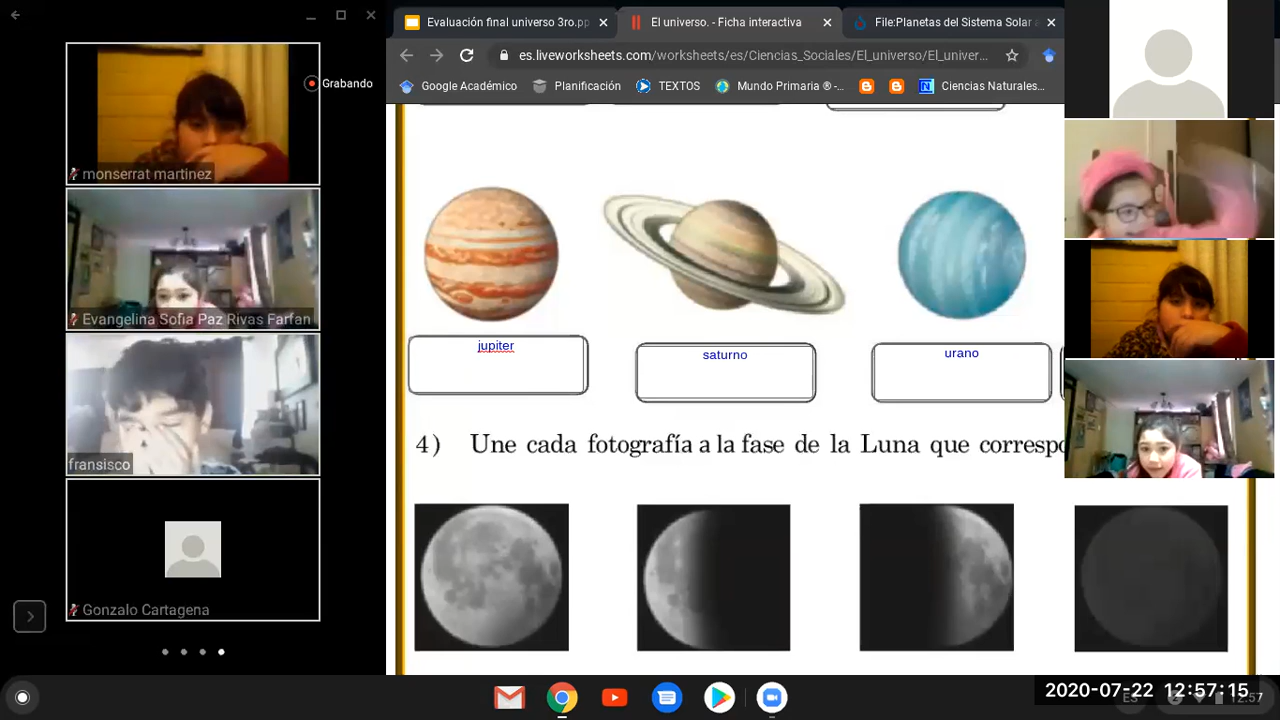 Grabando
monserrat martinez
Evangelina Sofia Paz Rivas Farfan
fransisco
Gonzalo Cartagena
Evaluación final universo 3ro.pp
El universo. - Ficha interactiva
File:Planetas del Sistema Solar a
es.liveworksheets.com/worksheets/es/Ciencias_Sociales/El_universo/El_univer...
Google Académico
Planificación
TEXTOS
Mundo Primaria ® -...
Ciencias Naturales...
jupiter
saturno
urano
4) Une cada fotografía a la fase de la Luna que correspo
2020-07-22 12:57:15
ES
12:57